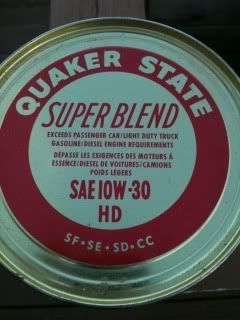 QUAKER STATE
SUPER BLEND
EXCEEDS PASSENGER CAR/LIGHT DUTY TRUCK
GASOLINE/DIESEL ENGINE REQUIREMENTS
DÉPASSE LES EXIGENCES DES MOTEURS À
ESSENCE/DIESEL DE VOITURES/CAMIONS
POIDS LÉGERS
SAE 10W-30
HD
SF•SE•SD•CC